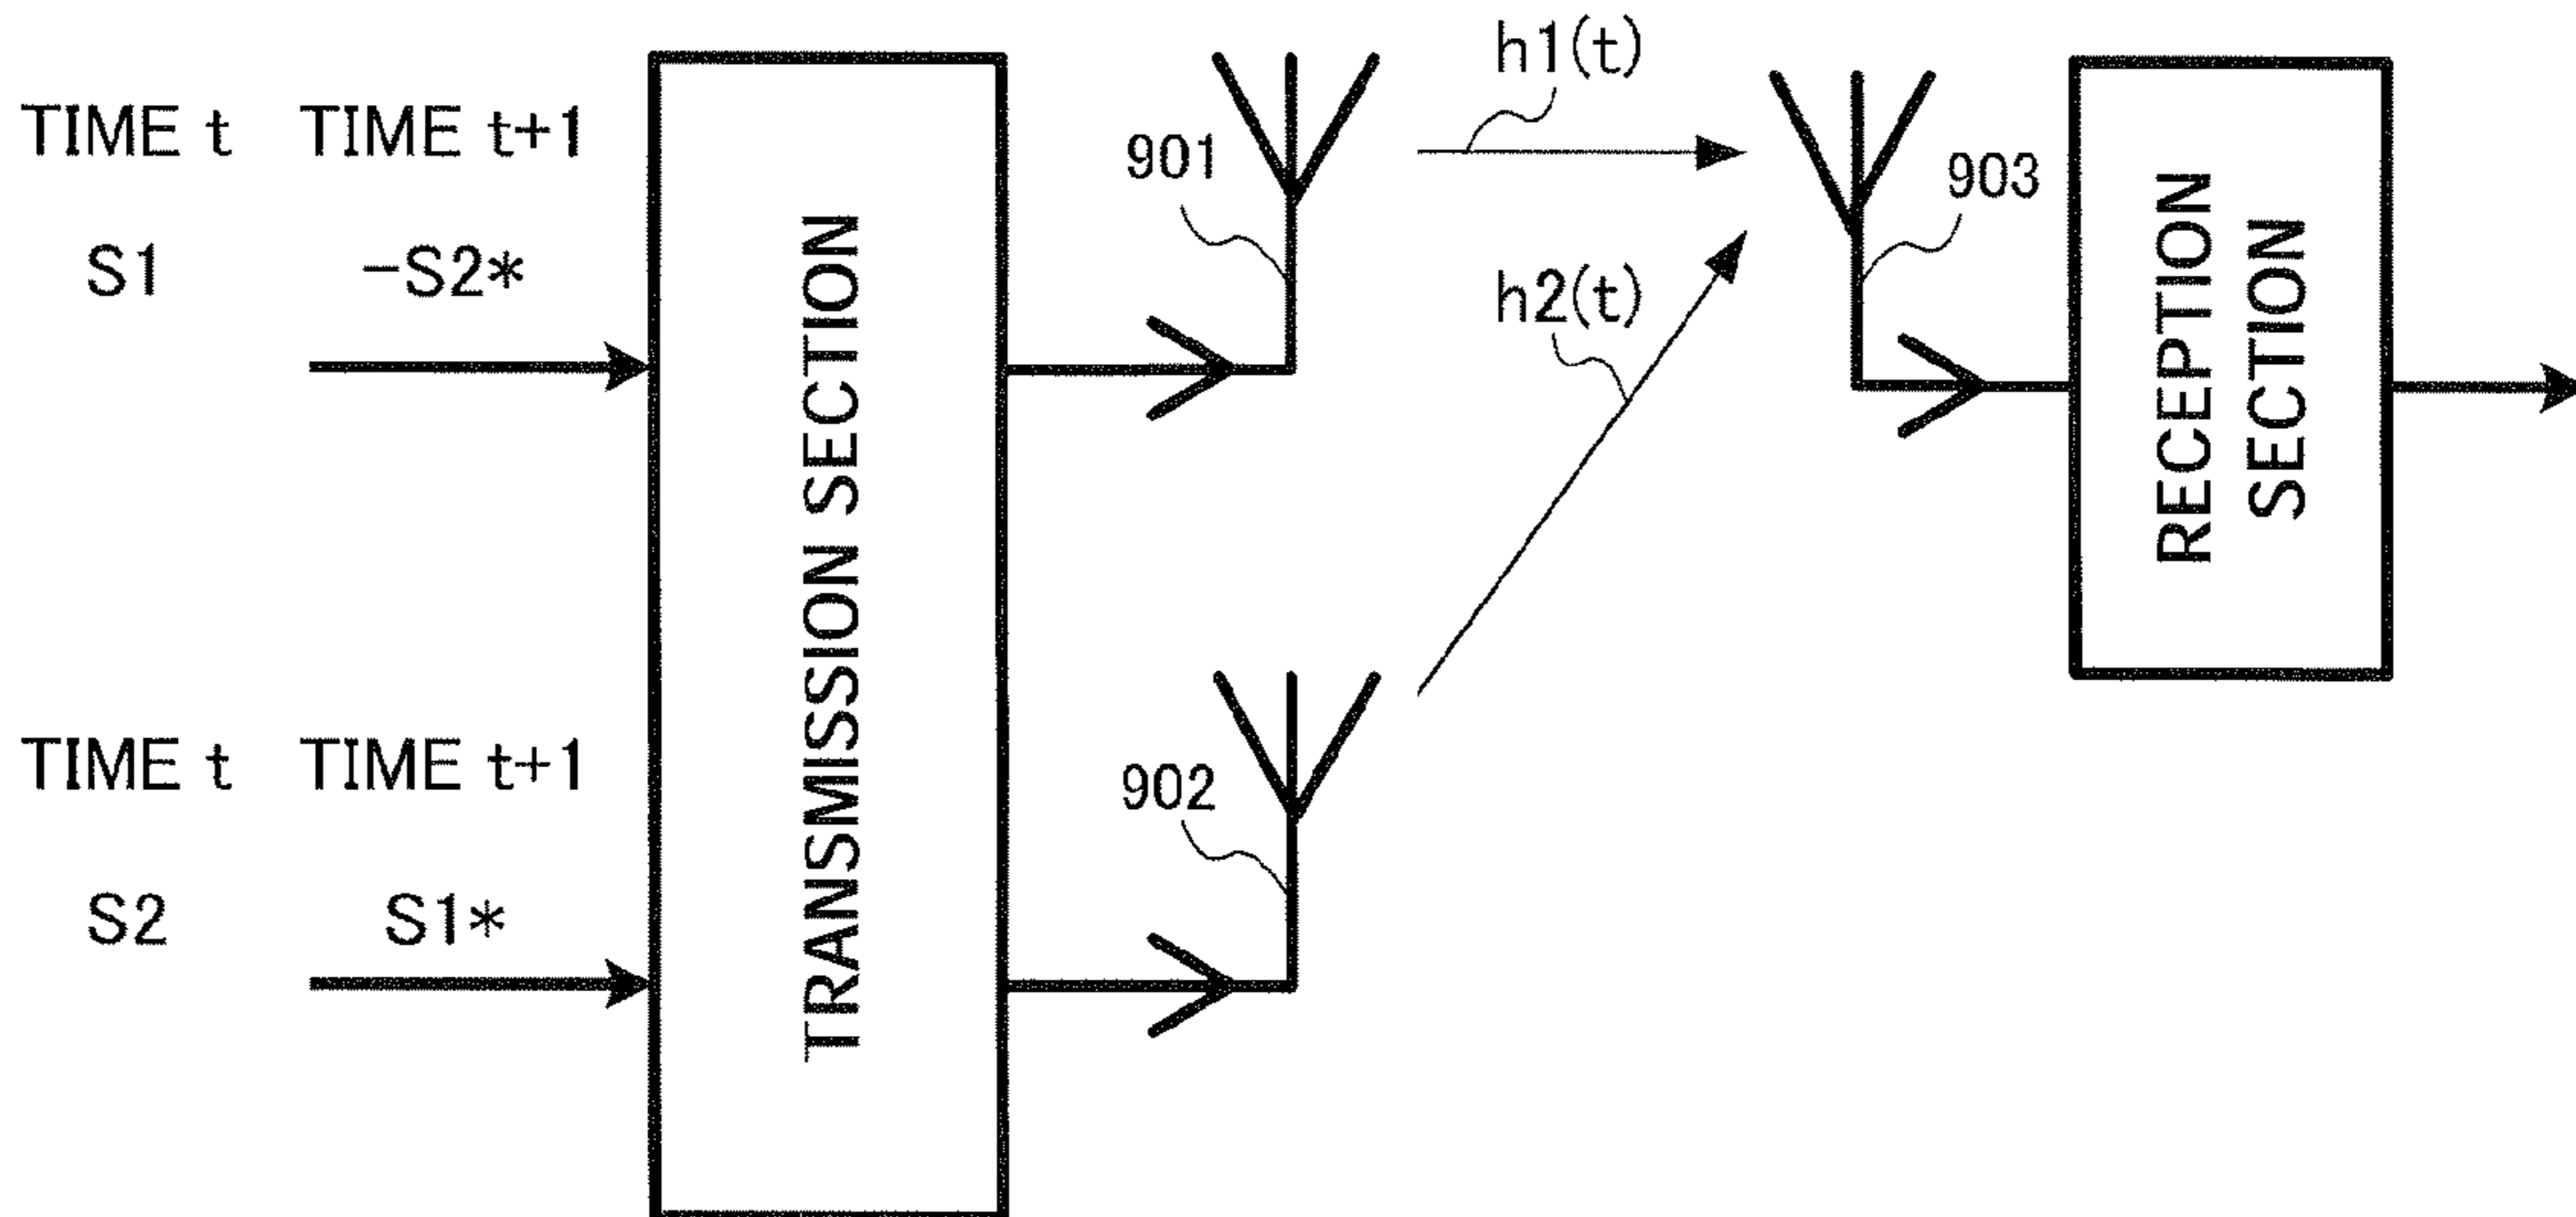 TIME t TIME t+1
S1 -S2*
TRANSMISSION SECTION
901
h1(t)
h2(t)
903
RECEPTION
SECTION
TIME t TIME t+1
S2 S1*
902